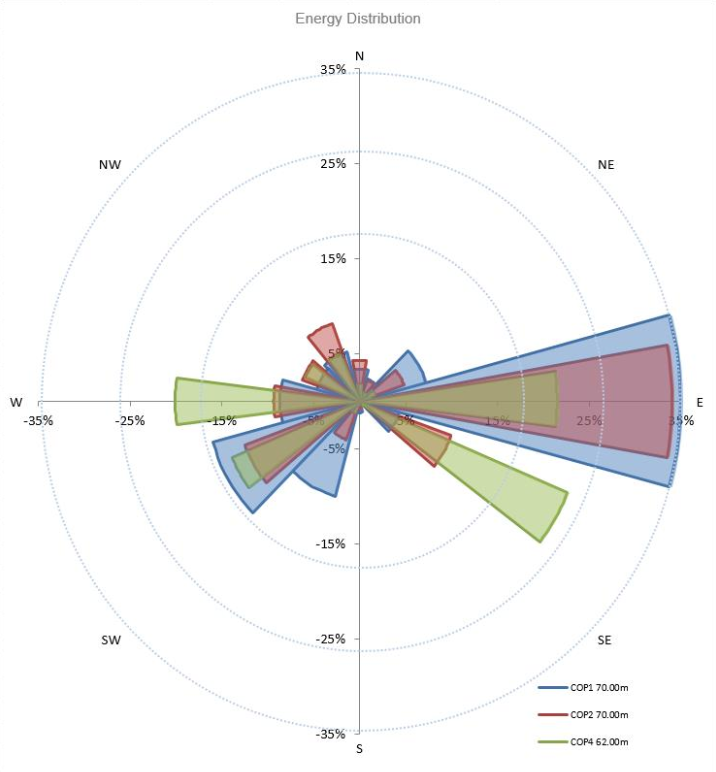 Energy Distribution
N
35%
NW
25%
NE
15%
5%
W
E
-35%
-25%
-15%
-5%
5%
15%
25%
35%
-5%
-15%
-25%
SW
SE
COP1 70.00m
COP2 70.00m
-35%
COP4 62.00m
S